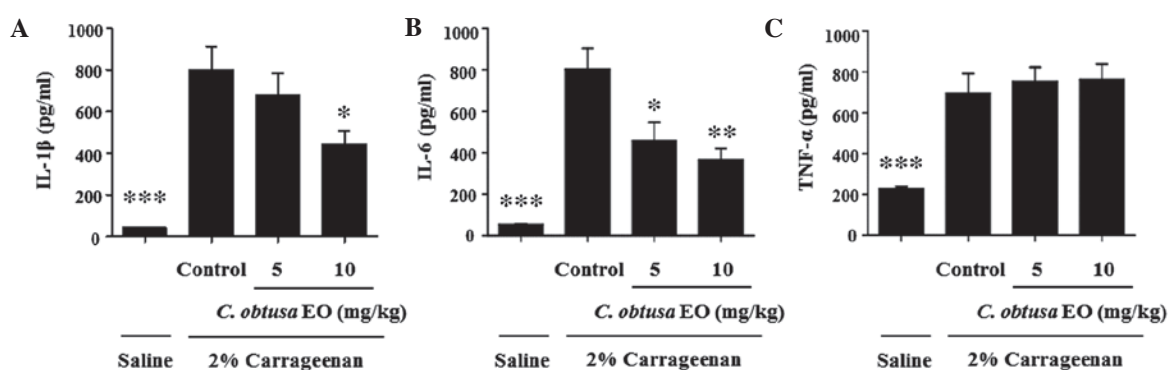 A
IL-1β (pg/ml)
1000
800
600
400
200
0
***
*
Control 5 10
C. obtusa EO (mg/kg)
Saline 2% Carrageenan
B
IL-6 (pg/ml)
1000
800
600
400
200
0
***
*
**
Control 5 10
C. obtusa EO (mg/kg)
Saline 2% Carrageenan
C
TNF-α (pg/ml)
1000
800
600
400
200
0
***
Control 5 10
C. obtusa EO (mg/kg)
Saline 2% Carrageenan